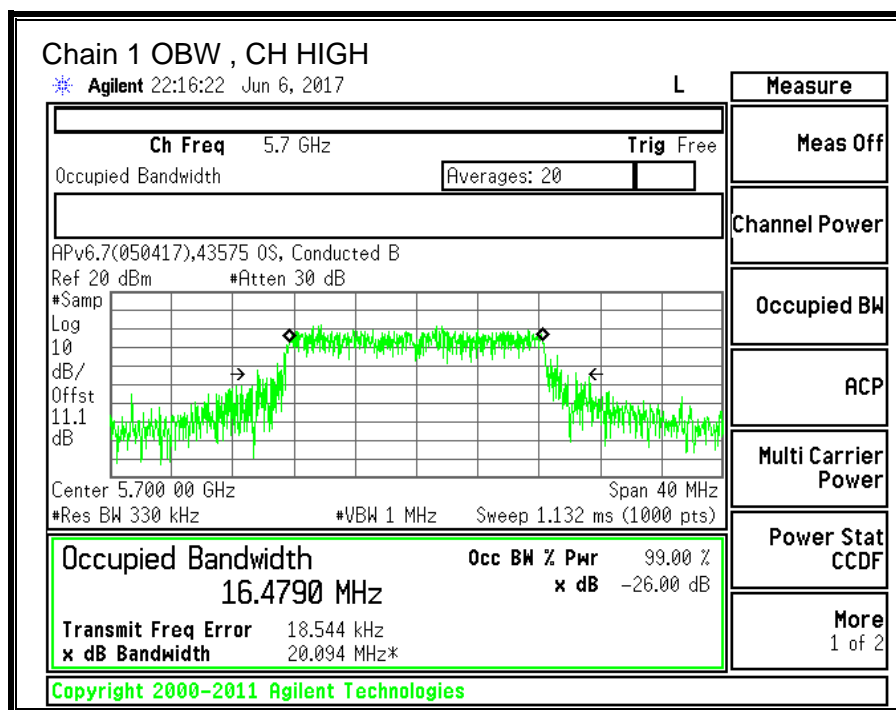 Chain 1 OBW , CH HIGH
Agilent 22:16:22 Jun 6, 2017 L
Measure
Ch Freq 5.7 GHz Trig Free
Meas Off
Occupied Bandwidth Averages: 20
Channel Power
APv6.7(050417),43575 OS, Conducted B
Ref 20 dBm #Atten 30 dB
#Samp
Log
10
dB/
Offst
11.1
dB
Occupied BW
ACP
Multi Carrier
Power
Center 5.700 00 GHz Span 40 MHz
#Res BW 330 kHz #VBW 1 MHz Sweep 1.132 ms (1000 pts)
Power Stat
CCDF
Occupied Bandwidth Occ BW % Pwr 99.00 %
16.4790 MHz x dB -26.00 dB
Transmit Freq Error 18.544 kHz
x dB Bandwidth 20.094 MHz*
More
1 of 2
Copyright 2000-2011 Agilent Technologies